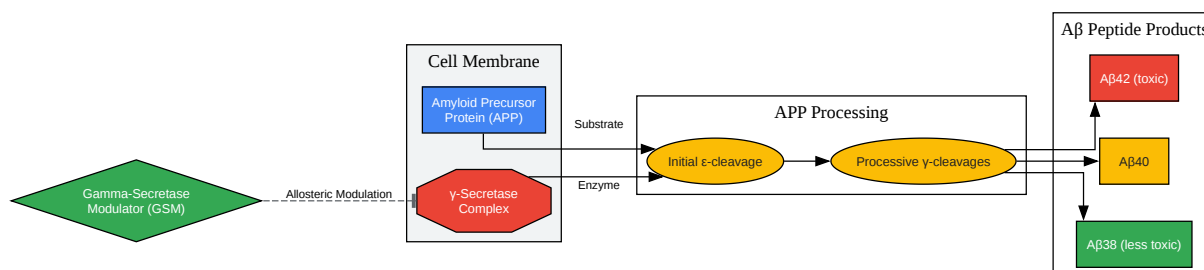 Gamma-Secretase
Modulator (GSM)
Allosteric Modulation
Cell Membrane
Amyloid Precursor
Protein (APP)
γ-Secretase
Complex
Substrate
Enzyme
APP Processing
Initial ε-cleavage
Processive γ-cleavages
Aβ Peptide Products
Aβ42 (toxic)
Aβ40
Aβ38 (less toxic)